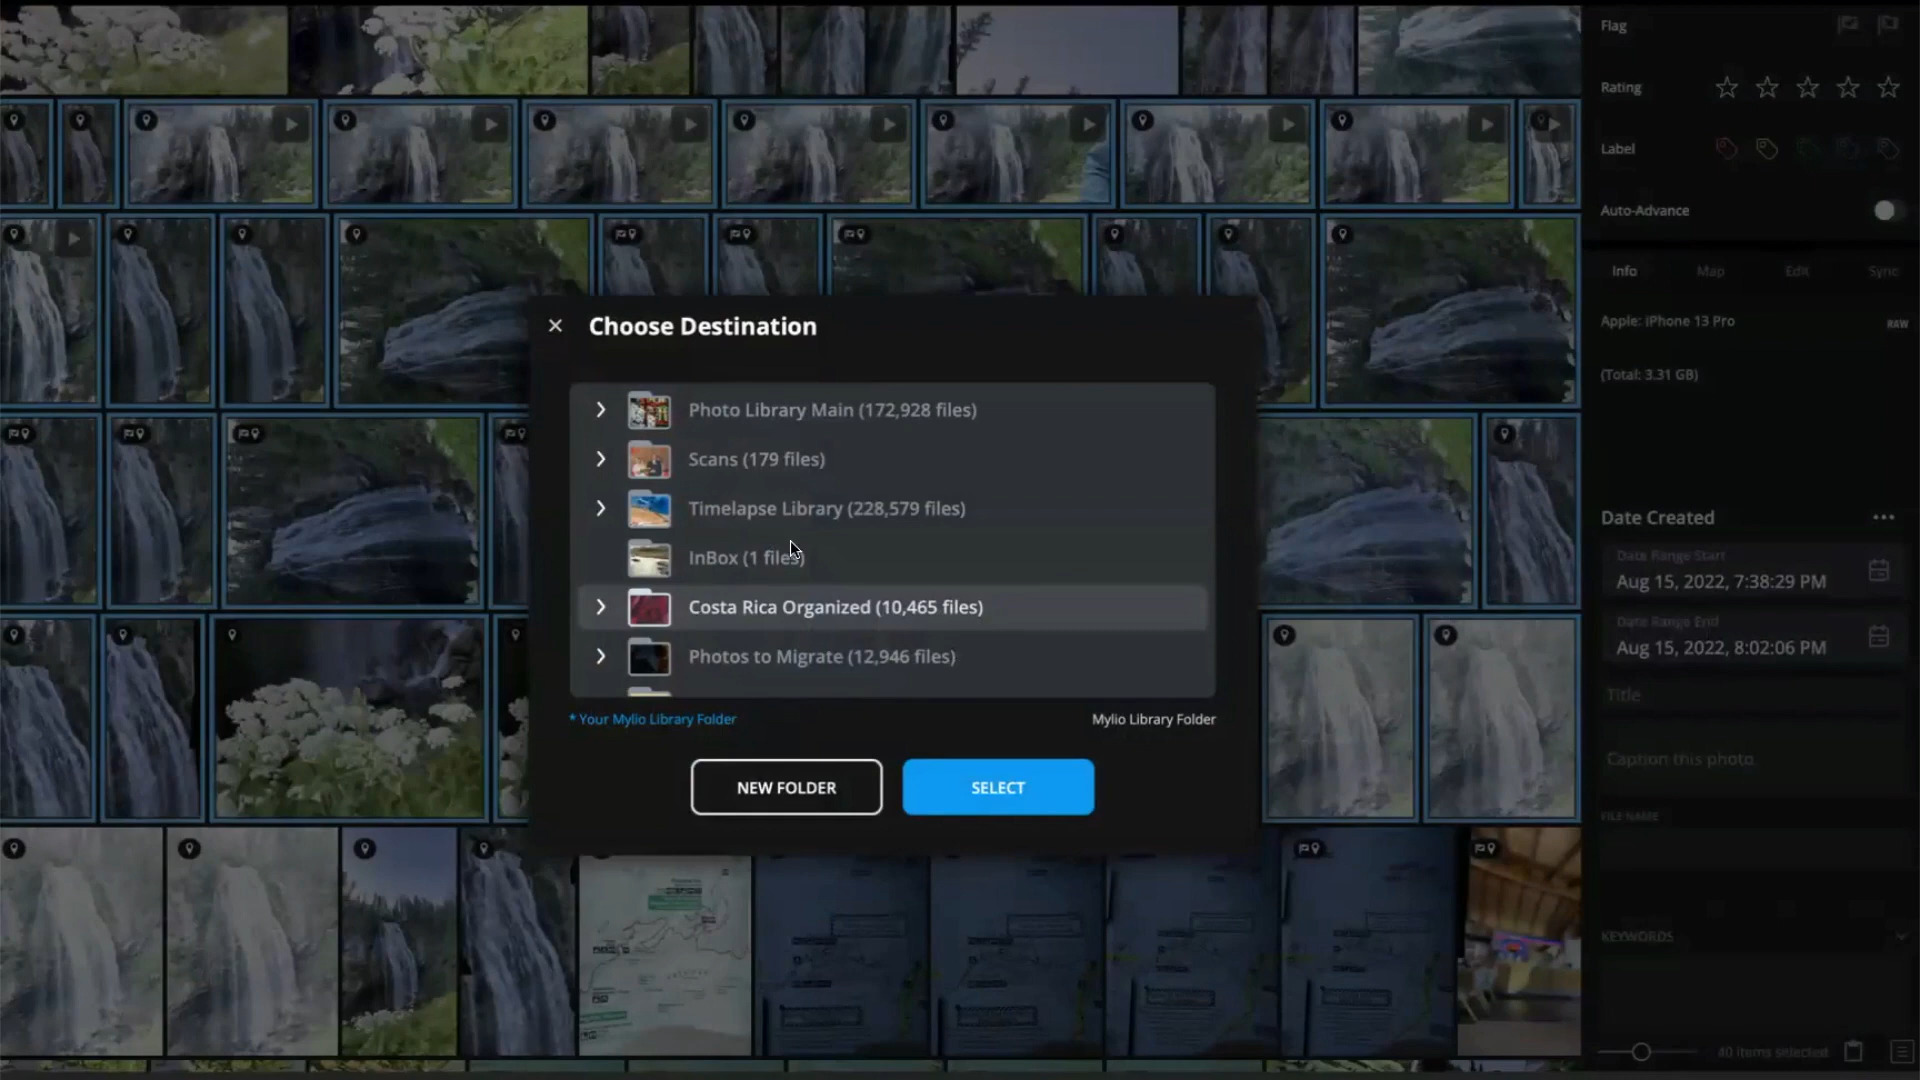 Flag
Rating
Label
Auto-Advance
Info Map Edit Sync
Apple: iPhone 13 Pro RAW
(Total: 3.31 GB)
Choose Destination
Photo Library Main (172,928 files)
Scans (179 files)
Timelapse Library (228,579 files)
InBox (1 files)
Costa Rica Organized (10,465 files)
Photos to Migrate (12,946 files)
* Your Mylio Library Folder
Mylio Library Folder
NEW FOLDER
SELECT
Date Created
Date Range Start
Aug 15, 2022, 7:38:29 PM
Date Range End
Aug 15, 2022, 8:02:06 PM
Title
Caption this photo
FILE NAME
KEYWORDS
40 items selected